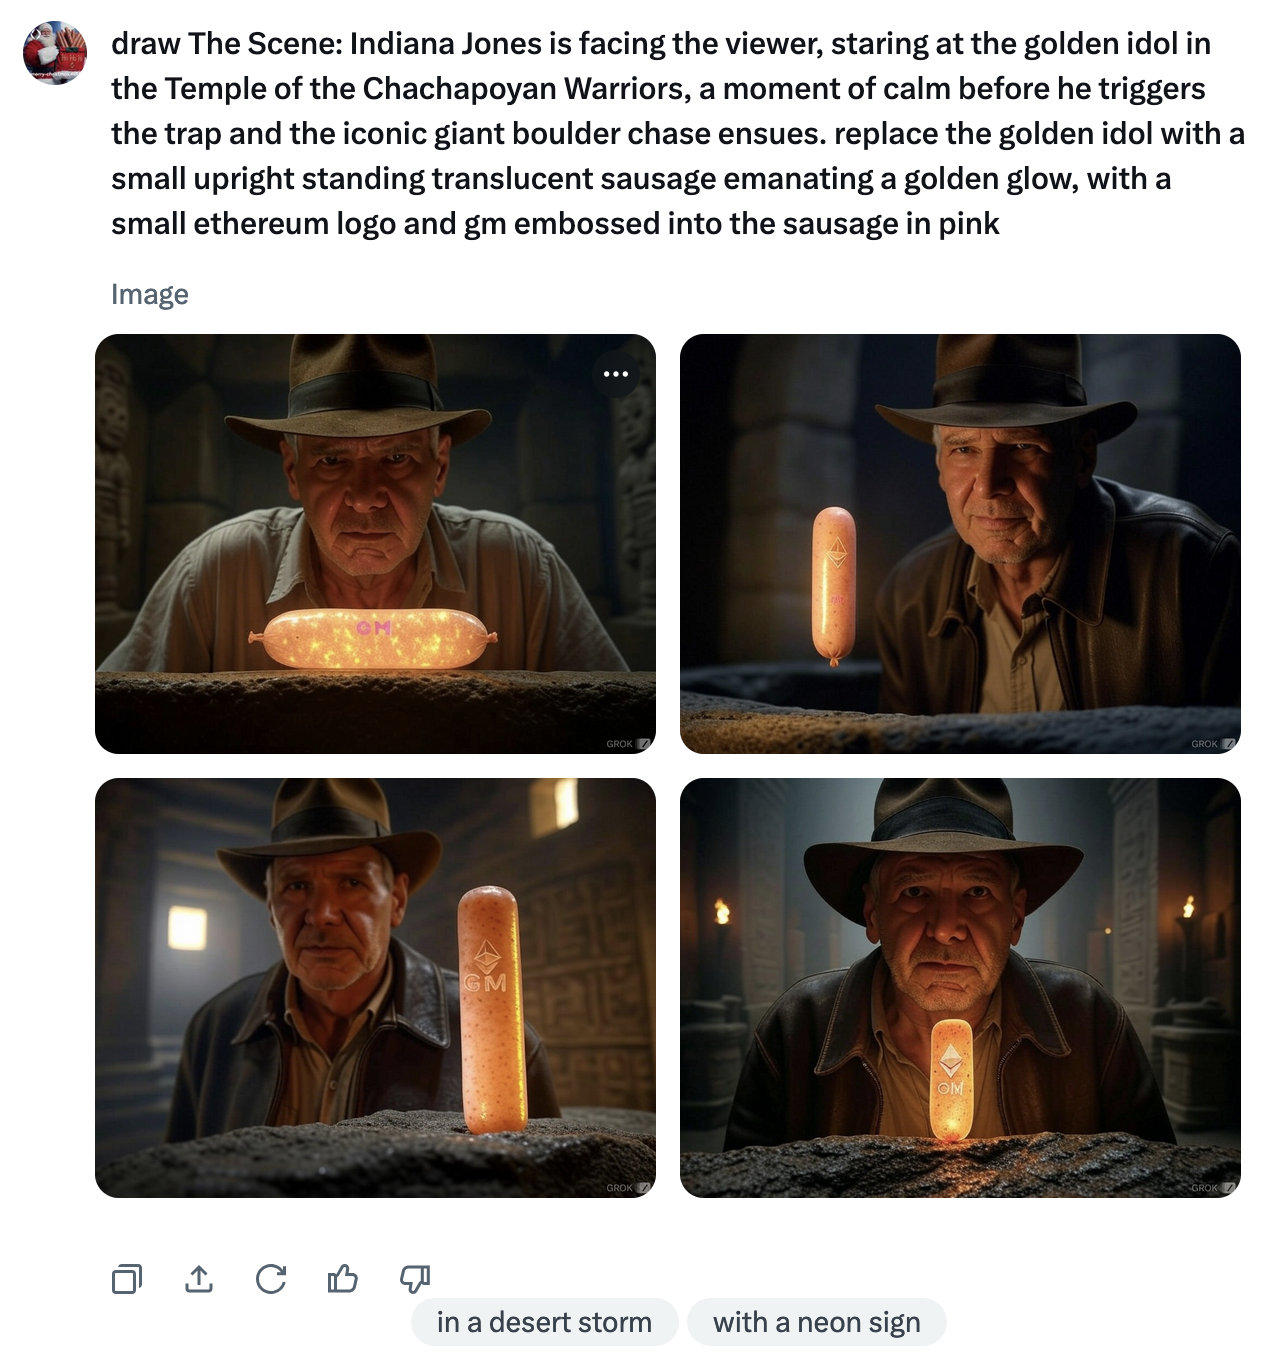 draw The Scene: Indiana Jones is facing the viewer, staring at the golden idol in
the Temple of the Chachapoyan Warriors, a moment of calm before he triggers
the trap and the iconic giant boulder chase ensues. replace the golden idol with a
small upright standing translucent sausage emanating a golden glow, with a
small ethereum logo and gm embossed into the sausage in pink
Image
GM
GROK
GROK
GM
GROK
GM
GROK
in a desert storm
with a neon sign